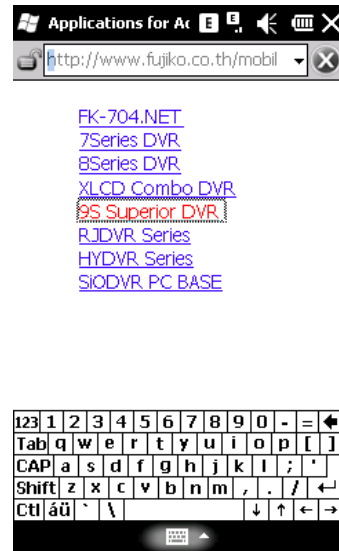 Applications for Ac E E
http://www.fujiko.co.th/mobil
FK-704.NET
7Series DVR
8Series DVR
XLCD Combo DVR
9S Superior DVR
RJDVR Series
HYDVR Series
SiODVR PC BASE
123 1 2 3 4 5 6 7 8 9 0 - =
Tab q w e r t y u i o p [ ]
CAP a s d f g h j k l ; '
Shift z x c v b n m , . /
Ctl áü ` \